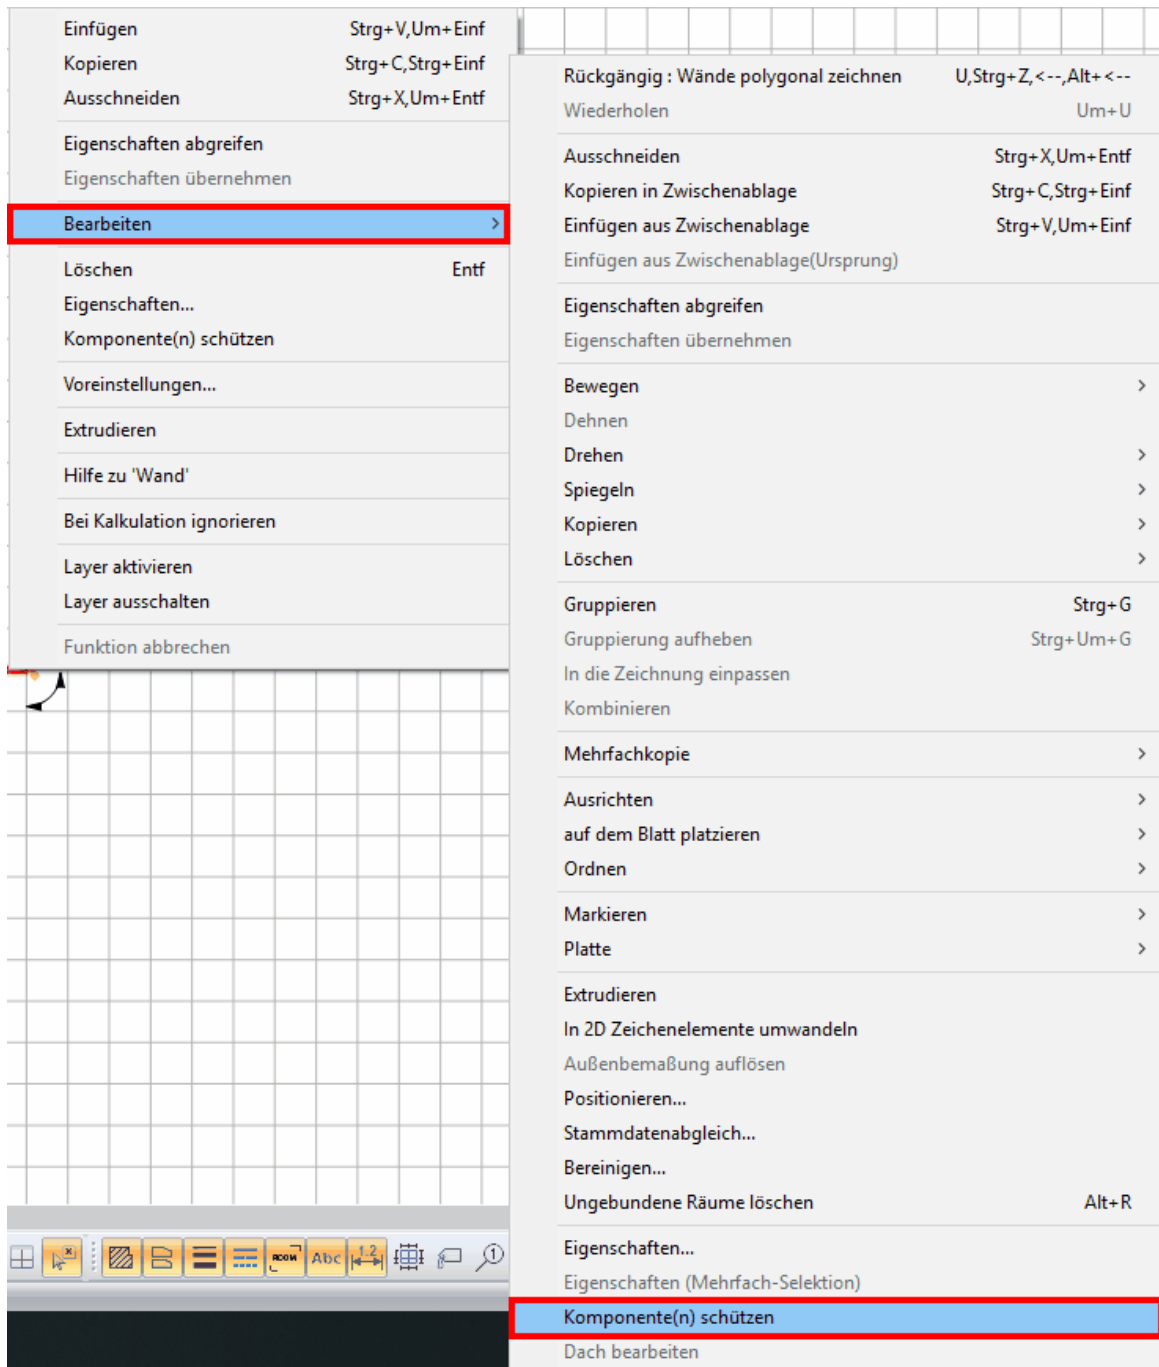 Einfügen Strg+V,Um+Einf
Kopieren Strg+C,Strg+Einf
Ausschneiden Strg+X,Um+Entf
Eigenschaften abgreifen
Eigenschaften übernehmen
Bearbeiten
Löschen Entf
Eigenschaften...
Komponente(n) schützen
Voreinstellungen...
Extrudieren
Hilfe zu 'Wand'
Bei Kalkulation ignorieren
Layer aktivieren
Layer ausschalten
Funktion abbrechen
Rückgängig : Wände polygonal zeichnen U,Strg+Z,<--,Alt+<--
Wiederholen Um+U
Ausschneiden Strg+X,Um+Entf
Kopieren in Zwischenablage Strg+C,Strg+Einf
Einfügen aus Zwischenablage Strg+V,Um+Einf
Einfügen aus Zwischenablage(Ursprung)
Eigenschaften abgreifen
Eigenschaften übernehmen
Bewegen
Dehnen
Drehen
Spiegeln
Kopieren
Löschen
Gruppieren Strg+G
Gruppierung aufheben Strg+Um+G
In die Zeichnung einpassen
Kombinieren
Mehrfachkopie
Ausrichten
auf dem Blatt platzieren
Ordnen
Markieren
Platte
Extrudieren
In 2D Zeichenelemente umwandeln
Außenbemaßung auflösen
Positionieren...
Stammdatenabgleich...
Bereinigen...
Ungebundene Räume löschen Alt+R
Eigenschaften...
Eigenschaften (Mehrfach-Selektion)
Komponente(n) schützen
Dach bearbeiten
ROOM Abc 1.2 1